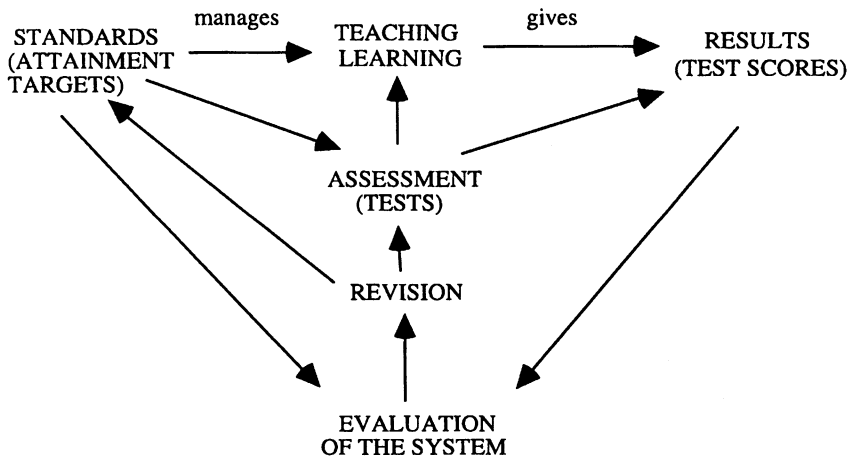 manages
gives
STANDARDS
(ATTAINMENT
TARGETS)
TEACHING
LEARNING
RESULTS
(TEST SCORES)
ASSESSMENT
(TESTS)
REVISION
EVALUATION
OF THE SYSTEM